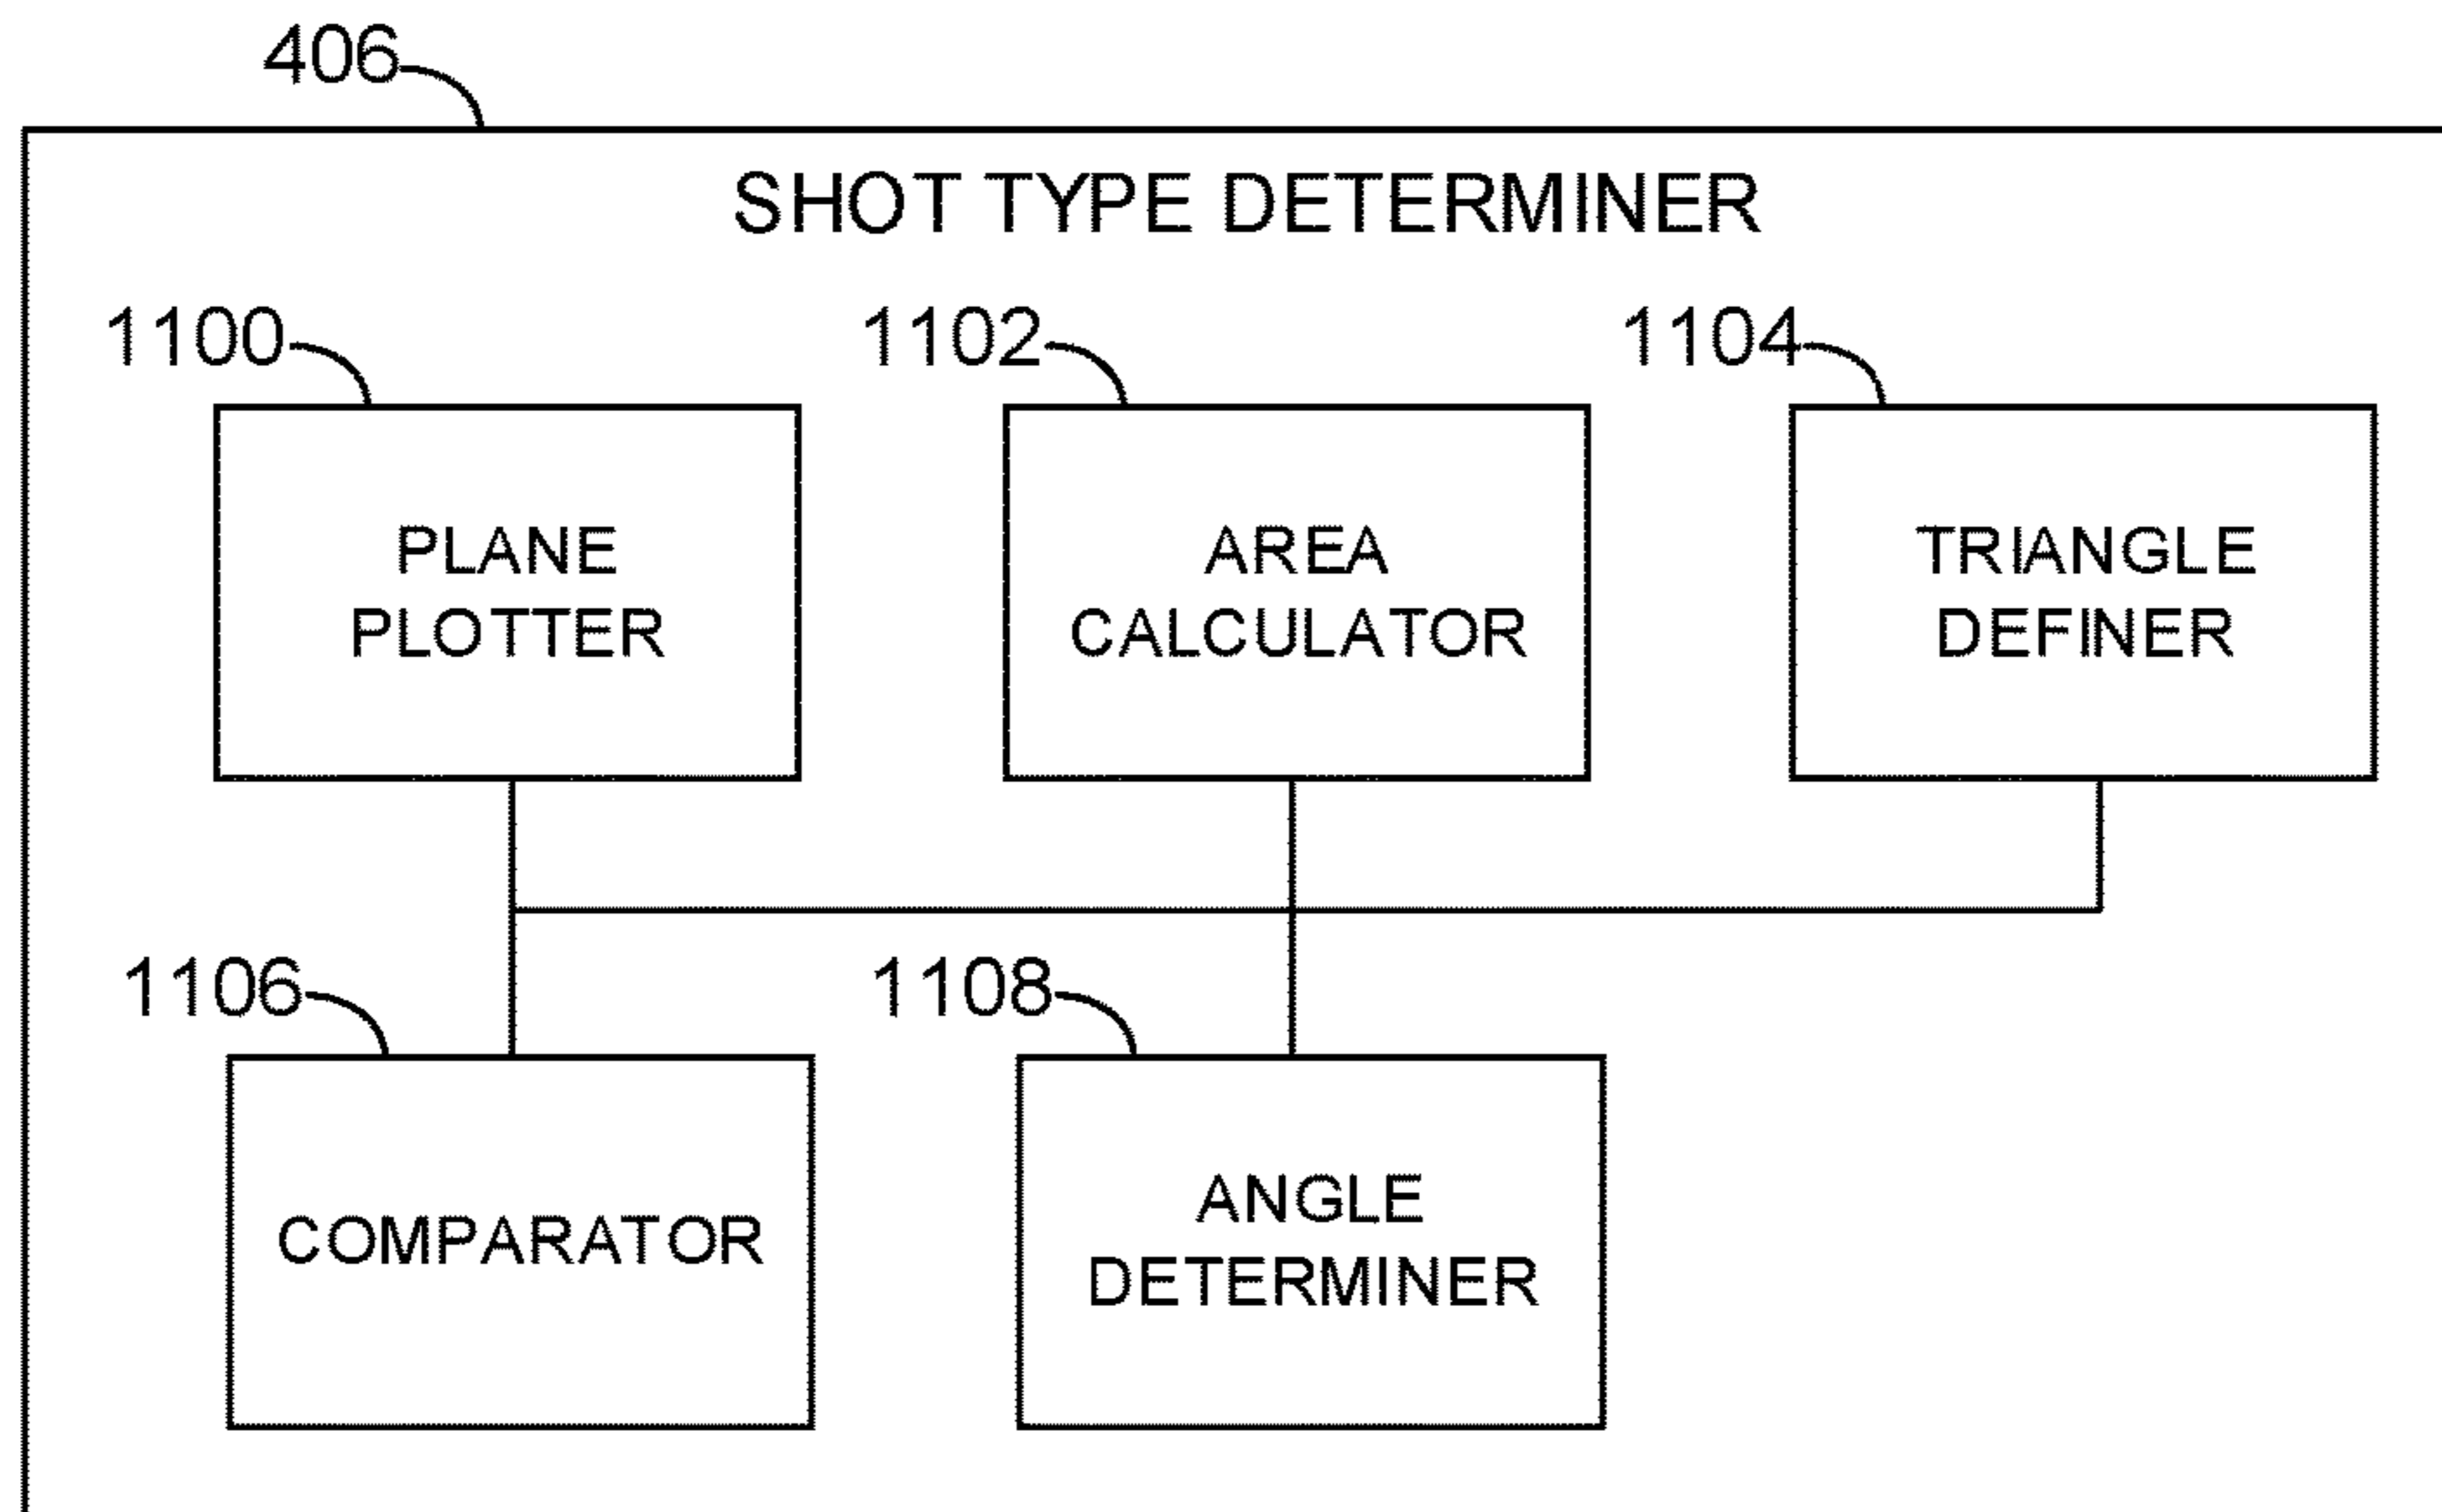 406
SHOT TYPE DETERMINER
1100
1102
1104
PLANE
PLOTTER
AREA
CALCULATOR
TRIANGLE
DEFINER
1106
1108
COMPARATOR
ANGLE
DETERMINER